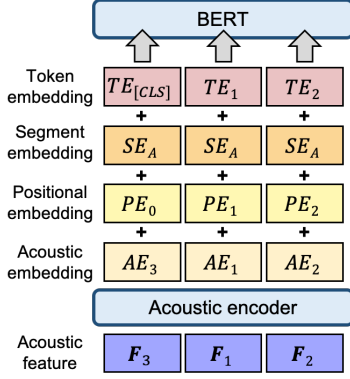 BERT
Token embedding TE[CLS] TE1 TE2
+ + +
Segment embedding SEA SEA SEA
+ + +
Positional embedding PE0 PE1 PE2
+ + +
Acoustic embedding AE3 AE1 AE2
Acoustic encoder
Acoustic feature F3 F1 F2